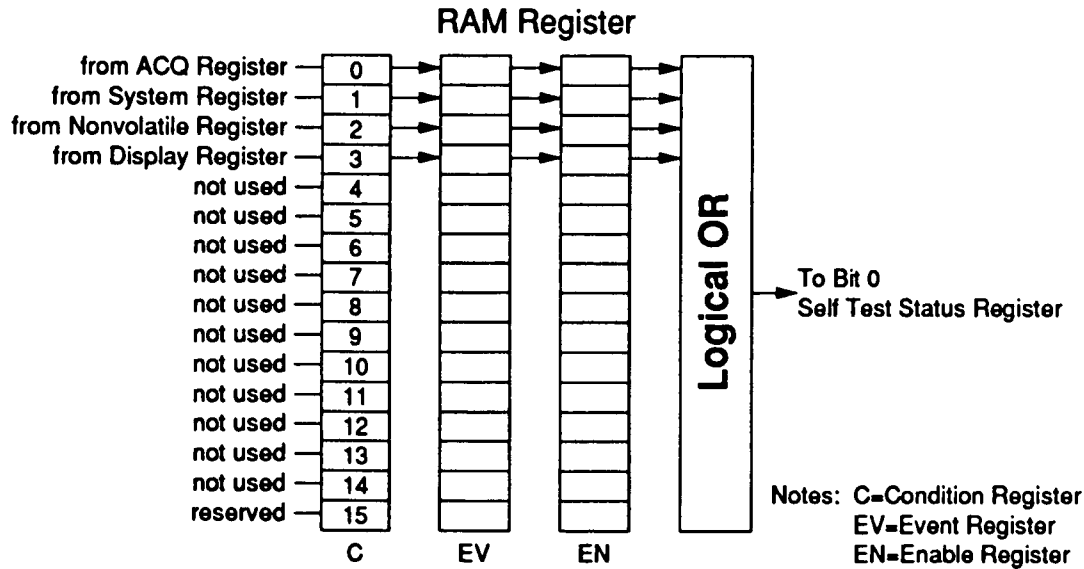 RAM Register
from ACQ Register 0
from System Register 1
from Nonvolatile Register 2
from Display Register 3
not used 4
not used 5
not used 6
not used 7
not used 8
not used 9
not used 10
not used 11
not used 12
not used 13
not used 14
reserved 15
C EV EN
Logical OR
To Bit 0
Self Test Status Register
Notes: C=Condition Register
EV=Event Register
EN=Enable Register